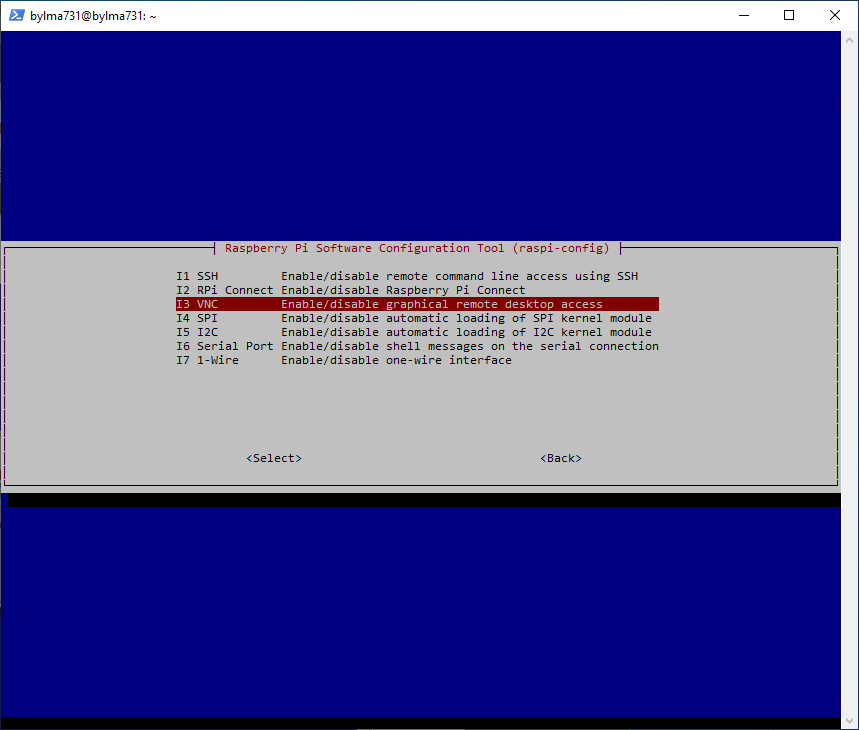 bylma731@bylma731: ~
Raspberry Pi Software Configuration Tool (raspi-config)
I1 SSH Enable/disable remote command line access using SSH
I2 RPi Connect Enable/disable Raspberry Pi Connect
I3 VNC Enable/disable graphical remote desktop access
I4 SPI Enable/disable automatic loading of SPI kernel module
I5 I2C Enable/disable automatic loading of I2C kernel module
I6 Serial Port Enable/disable shell messages on the serial connection
I7 1-Wire Enable/disable one-wire interface
<Select> <Back>